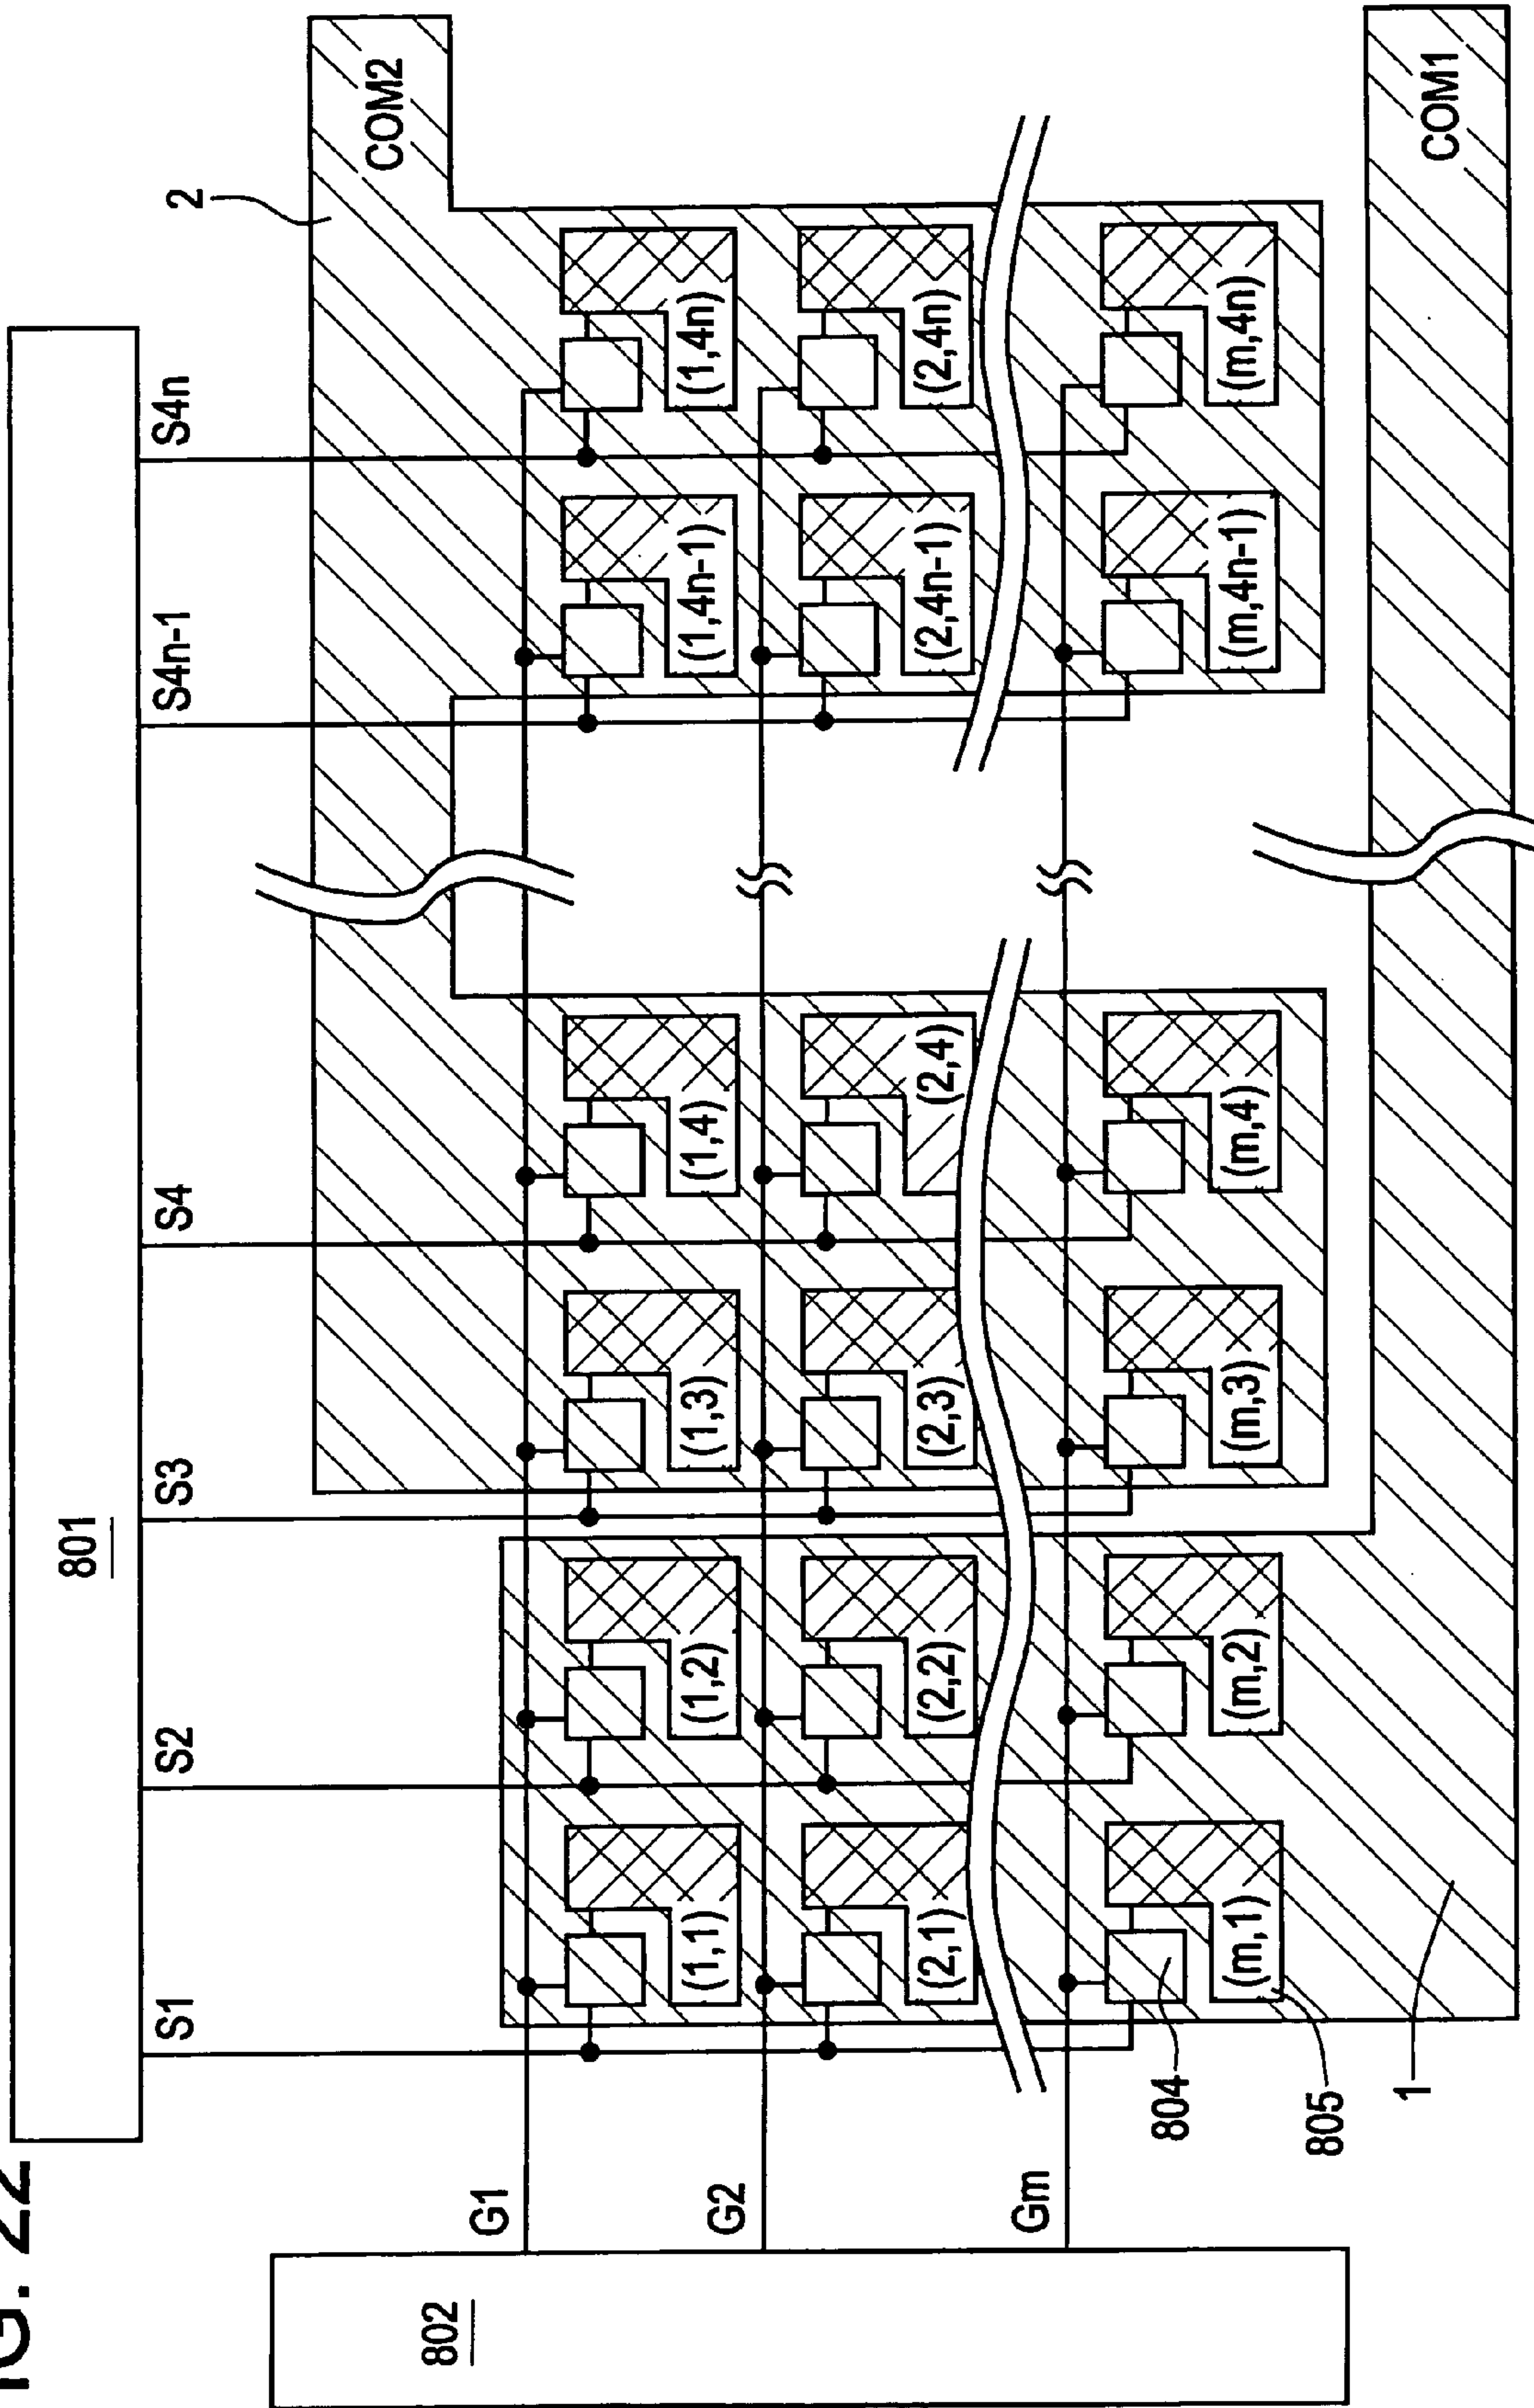 FIG. 22
801
S1 S2 S3 S4 S4n-1 S4n
2
COM2
802
G1
(1,1) (1,2) (1,3) (1,4) (1,4n-1) (1,4n)
G2
(2,1) (2,2) (2,3) (2,4) (2,4n-1) (2,4n)
Gm
(m,1) (m,2) (m,3) (m,4) (m,4n-1) (m,4n)
804
805
1
COM1